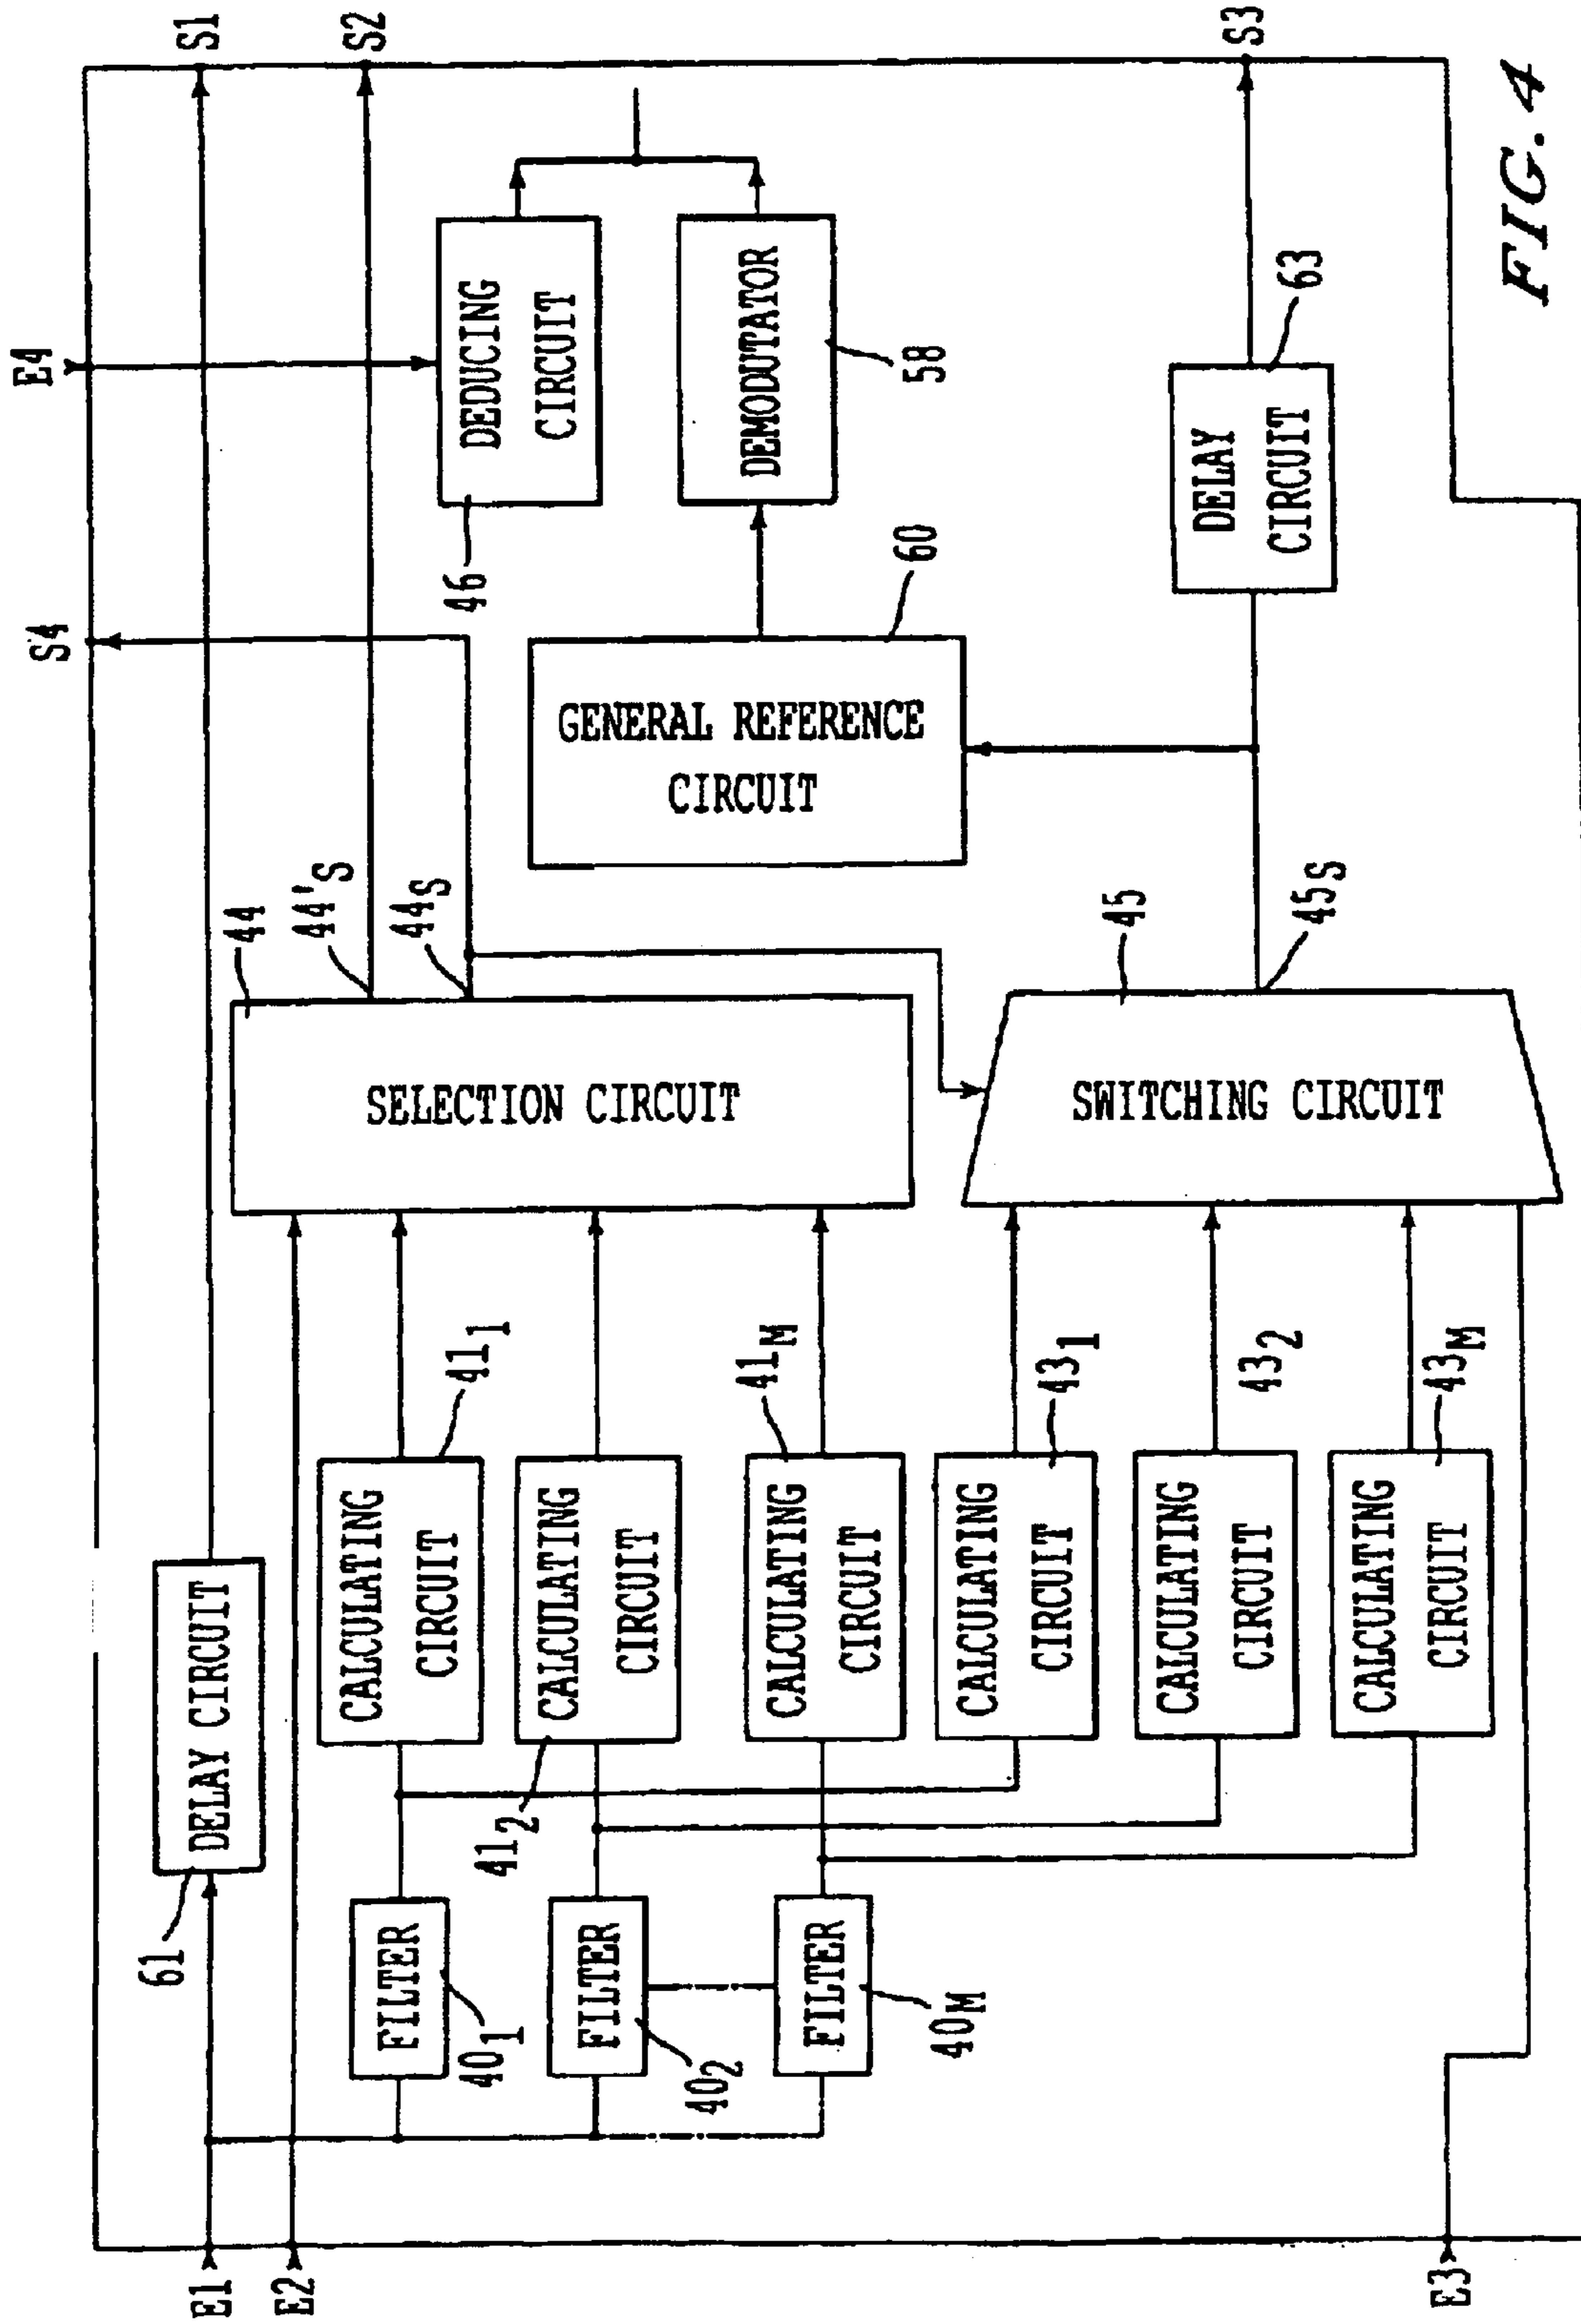 E4
S4
S1
S2
S3
E1
E2
E3
61
DELAY CIRCUIT
FILTER
40₁
FILTER
40₂
FILTER
40M
CALCULATING
CIRCUIT
41₁
CALCULATING
CIRCUIT
41₂
CALCULATING
CIRCUIT
41M
CALCULATING
CIRCUIT
43₁
CALCULATING
CIRCUIT
43₂
CALCULATING
CIRCUIT
43M
SELECTION CIRCUIT
44
44'S
44S
SWITCHING CIRCUIT
45
45S
GENERAL REFERENCE
CIRCUIT
60
DEDUCING
CIRCUIT
46
DEMODUTATOR
58
DELAY
CIRCUIT
63
FIG. 4